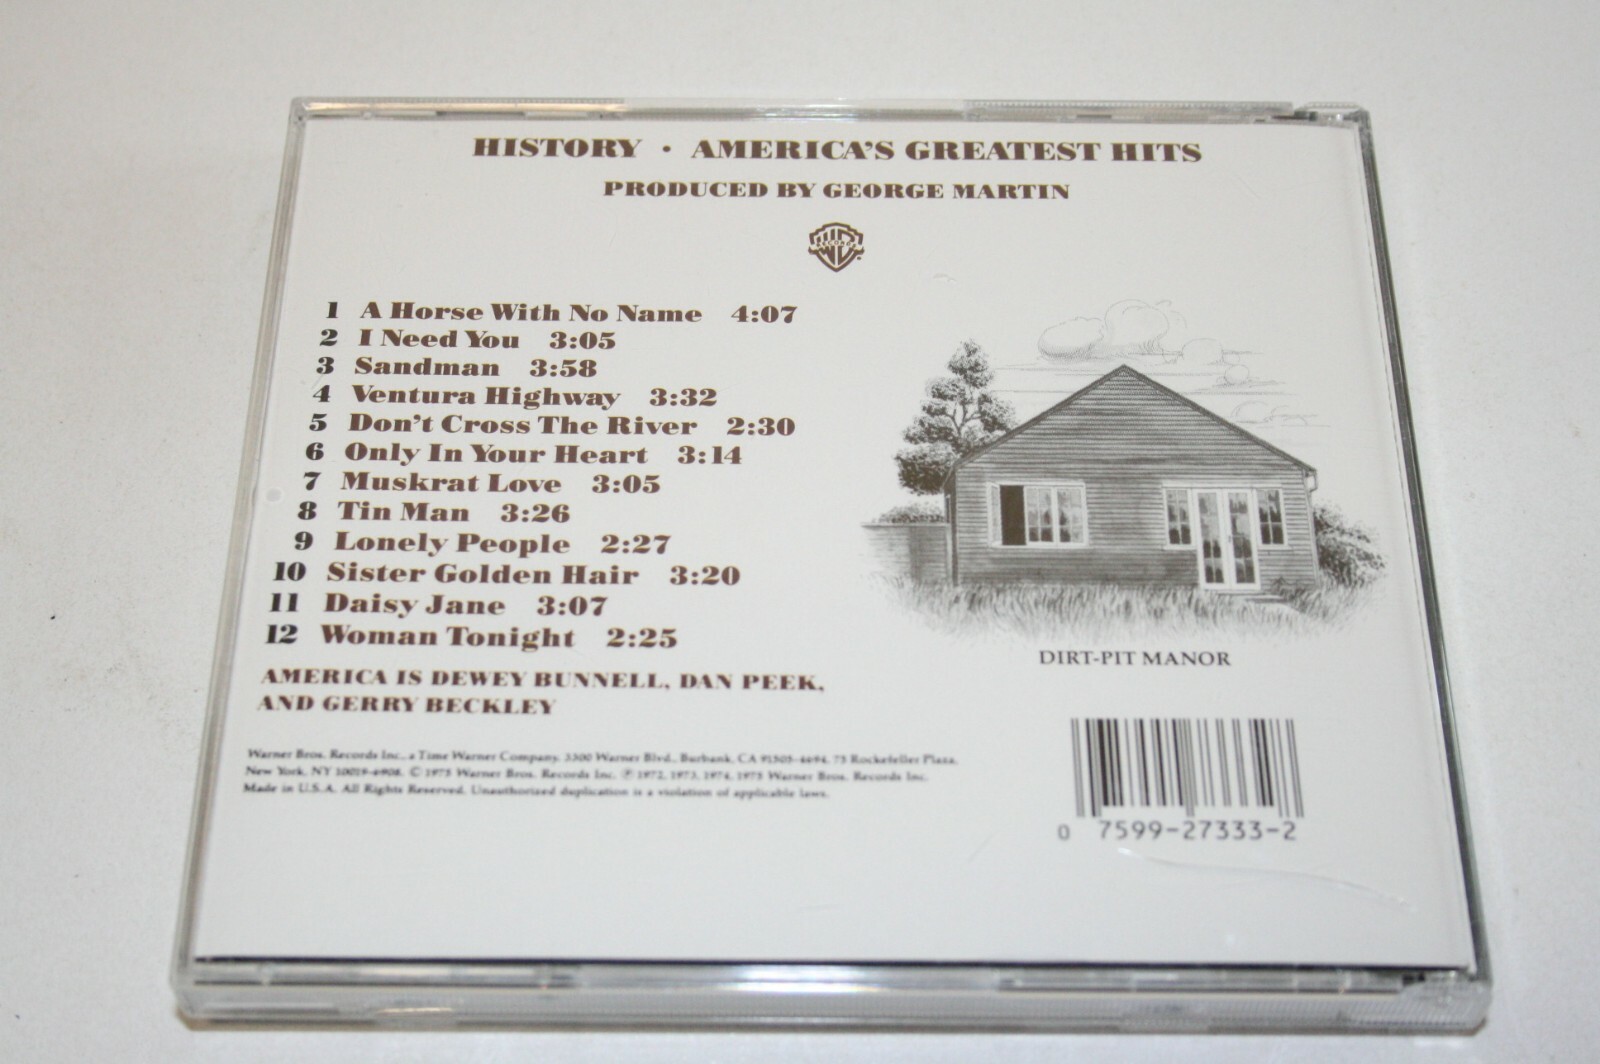 HISTORY • AMERICA'S GREATEST HITS
PRODUCED BY GEORGE MARTIN
WB RECORDS
1 A Horse With No Name 4:07
2 I Need You 3:05
3 Sandman 3:58
4 Ventura Highway 3:32
5 Don't Cross The River 2:30
6 Only In Your Heart 3:14
7 Muskrat Love 3:05
8 Tin Man 3:26
9 Lonely People 2:27
10 Sister Golden Hair 3:20
11 Daisy Jane 3:07
12 Woman Tonight 2:25
DIRT-PIT MANOR
AMERICA IS DEWEY BUNNELL, DAN PEEK,
AND GERRY BECKLEY
Warner Bros. Records Inc., a Time Warner Company, 3300 Warner Blvd., Burbank, CA 91505-4694, 75 Rockefeller Plaza,
New York, NY 10019-6908. © 1975 Warner Bros. Records Inc. ℗ 1972, 1973, 1974, 1975 Warner Bros. Records Inc.
Made in U.S.A. All Rights Reserved. Unauthorized duplication is a violation of applicable laws.
0 7599-27333-2